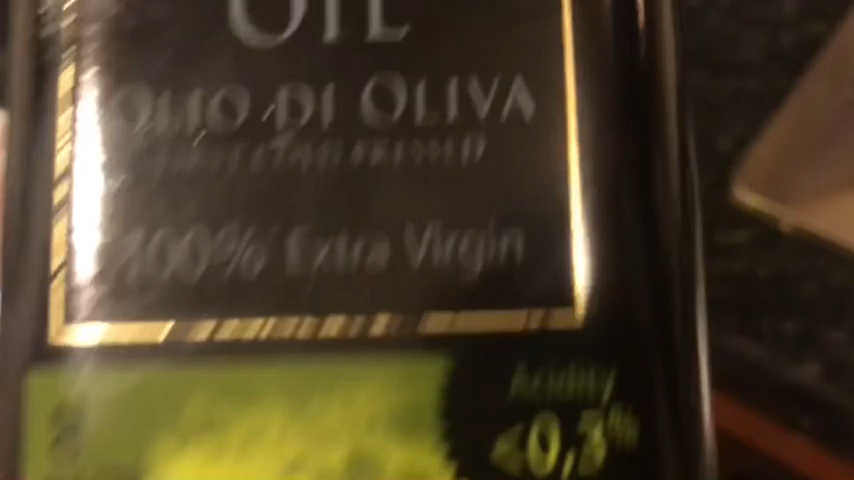 OIL
OLIO DI OLIVA
100% Extra Virgin
Acidity
<0,3%